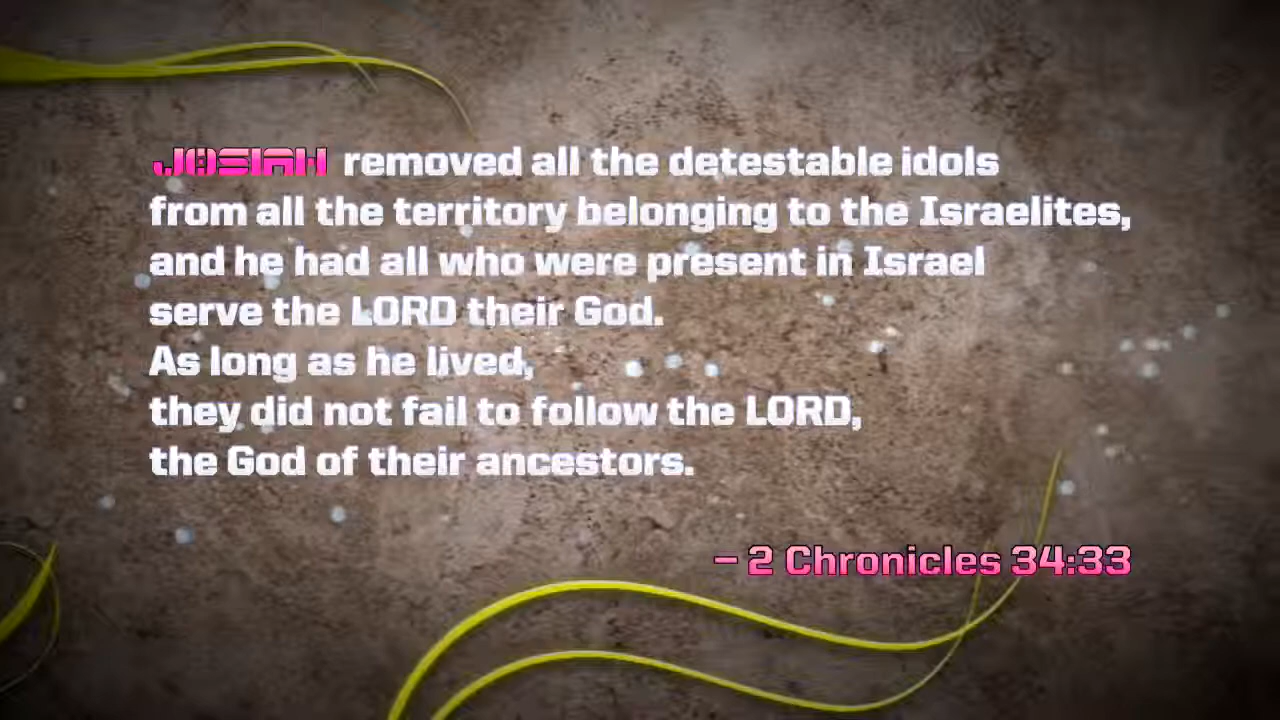 JOSIAH removed all the detestable idols
from all the territory belonging to the Israelites,
and he had all who were present in Israel
serve the LORD their God.
As long as he lived,
they did not fail to follow the LORD,
the God of their ancestors.
– 2 Chronicles 34:33